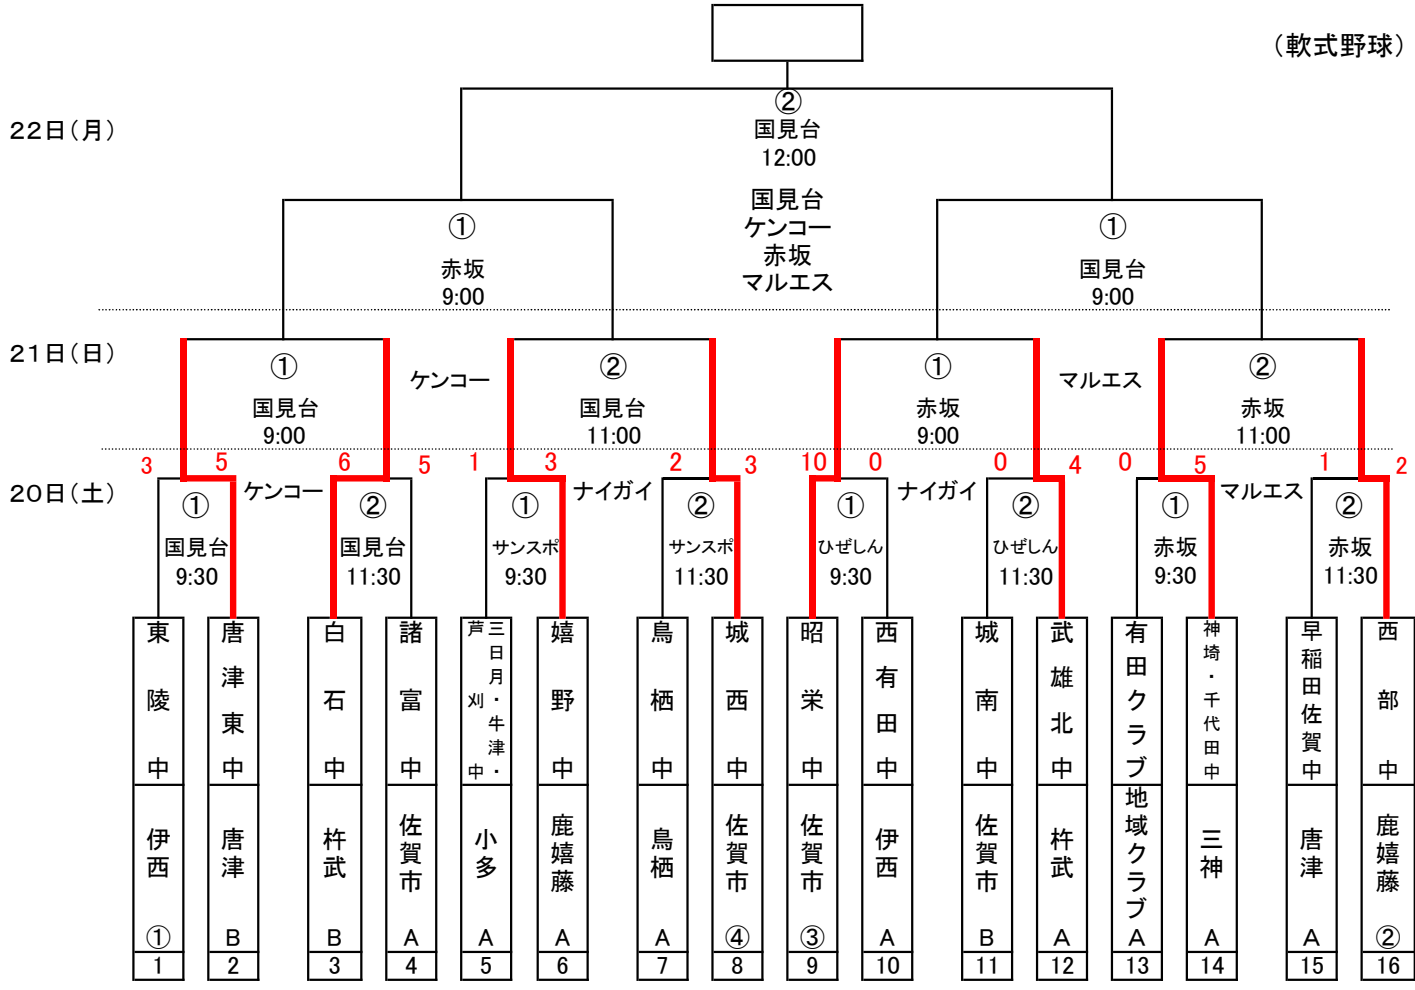 (軟式野球)
22日(月)
②
国見台
12:00
国見台
ケンコー
赤坂
マルエス
①
赤坂
9:00
①
国見台
9:00
21日(日)
①
国見台
9:00
ケンコー
②
国見台
11:00
①
赤坂
9:00
マルエス
②
赤坂
11:00
20日(土)
3 5 6 5 1 3 2 3 10 0 0 4 0 5 1 2
①
国見台
9:30
ケンコー
②
国見台
11:30
①
サンスポ
9:30
ナイガイ
②
サンスポ
11:30
①
ひぜしん
9:30
ナイガイ
②
ひぜしん
11:30
①
赤坂
9:30
マルエス
②
赤坂
11:30
東陵中
伊西
①
1
唐津東中
唐津
B
2
白石中
杵武
B
3
諸富中
佐賀市
A
4
三日月・牛津・
芦刈中
小多
A
5
嬉野中
鹿嬉藤
A
6
鳥栖中
鳥栖
A
7
城西中
佐賀市
④
8
昭栄中
佐賀市
③
9
西有田中
伊西
A
10
城南中
佐賀市
B
11
武雄北中
杵武
A
12
有田クラブ
地域クラブ
A
13
神埼・千代田中
三神
A
14
早稲田佐賀中
唐津
A
15
西部中
鹿嬉藤
②
16